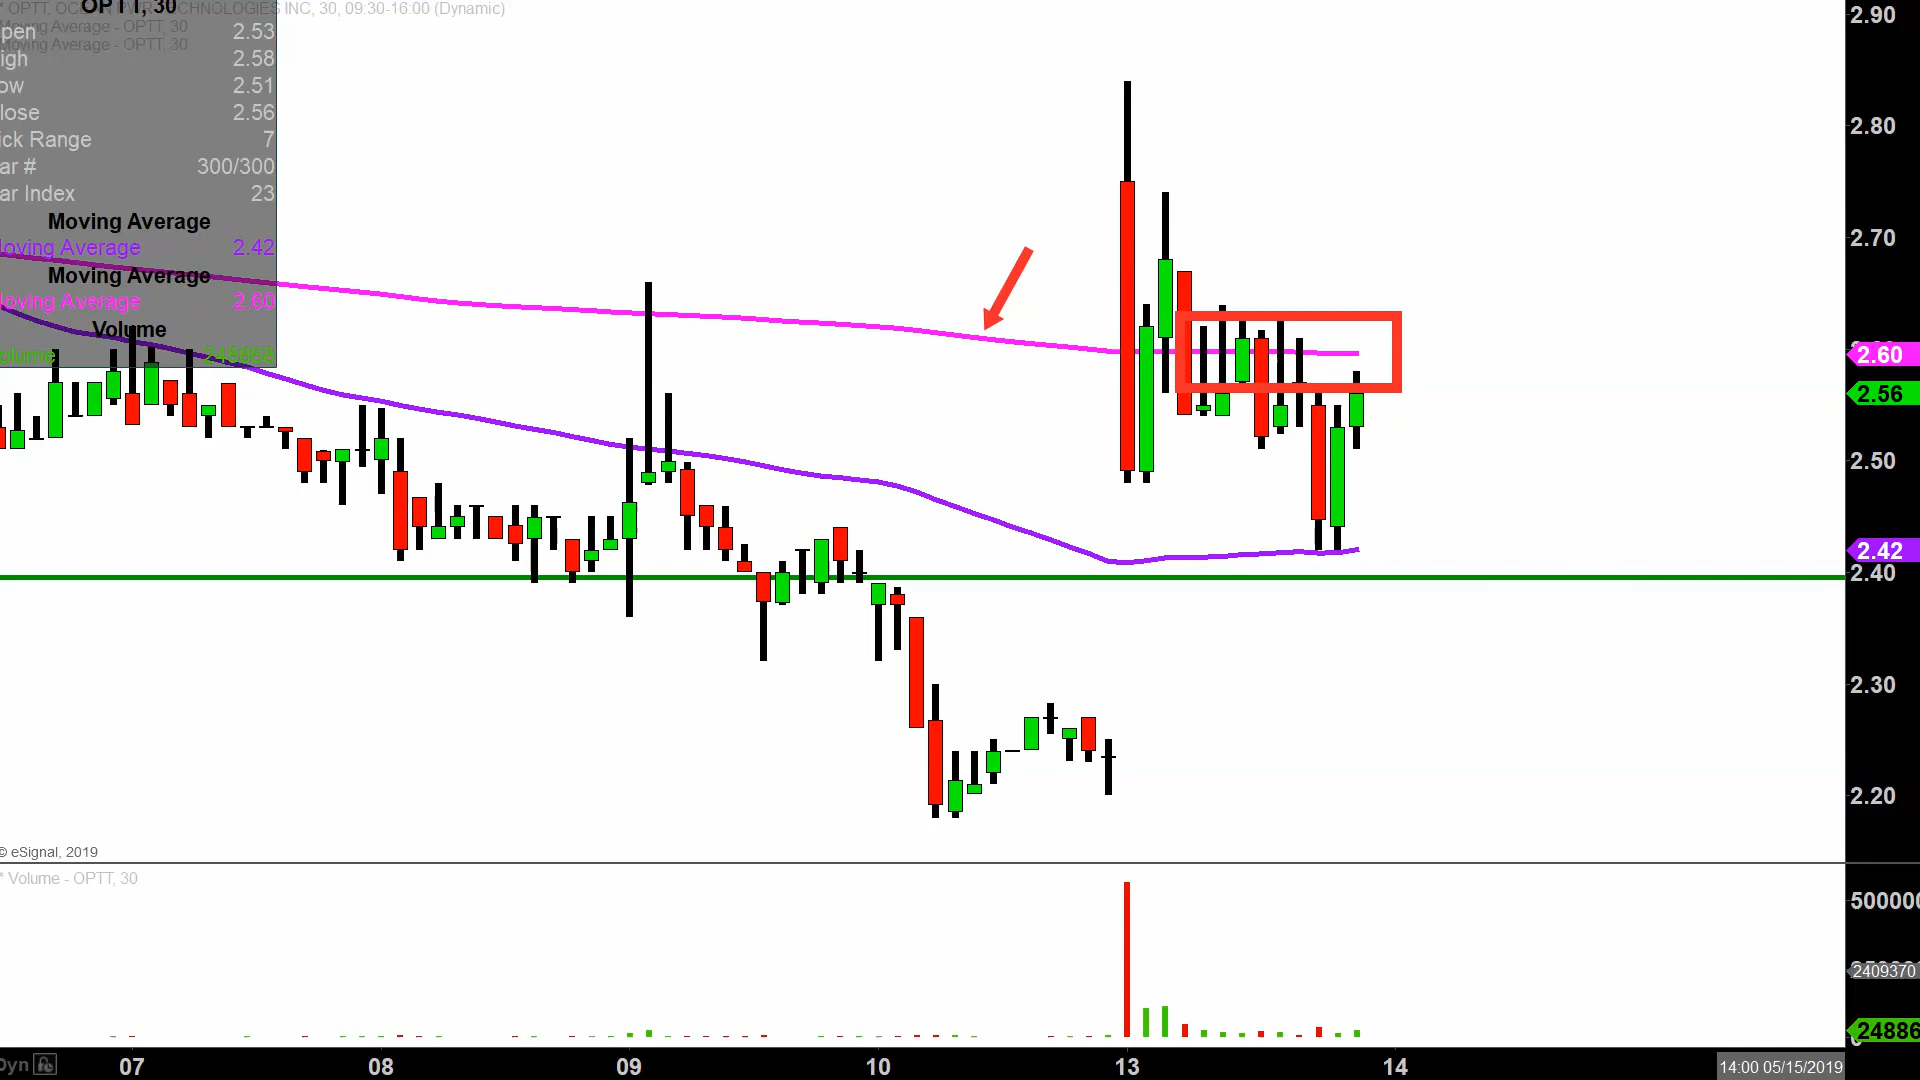 OPTT, 30
* OPTT, OCEAN PWR TECHNOLOGIES INC, 30, 09:30-16:00 (Dynamic)
Moving Average - OPTT, 30
Moving Average - OPTT, 30
pen 2.53
igh 2.58
ow 2.51
lose 2.56
ick Range 7
ar # 300/300
ar Index 23
Moving Average
oving Average 2.42
Moving Average
oving Average 2.60
Volume
olume 248868
2.90
2.80
2.70
2.60
2.56
2.50
2.42
2.40
2.30
2.20
© eSignal, 2019
* Volume - OPTT, 30
500000
2409370
24886
Dyn
07 08 09 10 13 14
14:00 05/15/2019